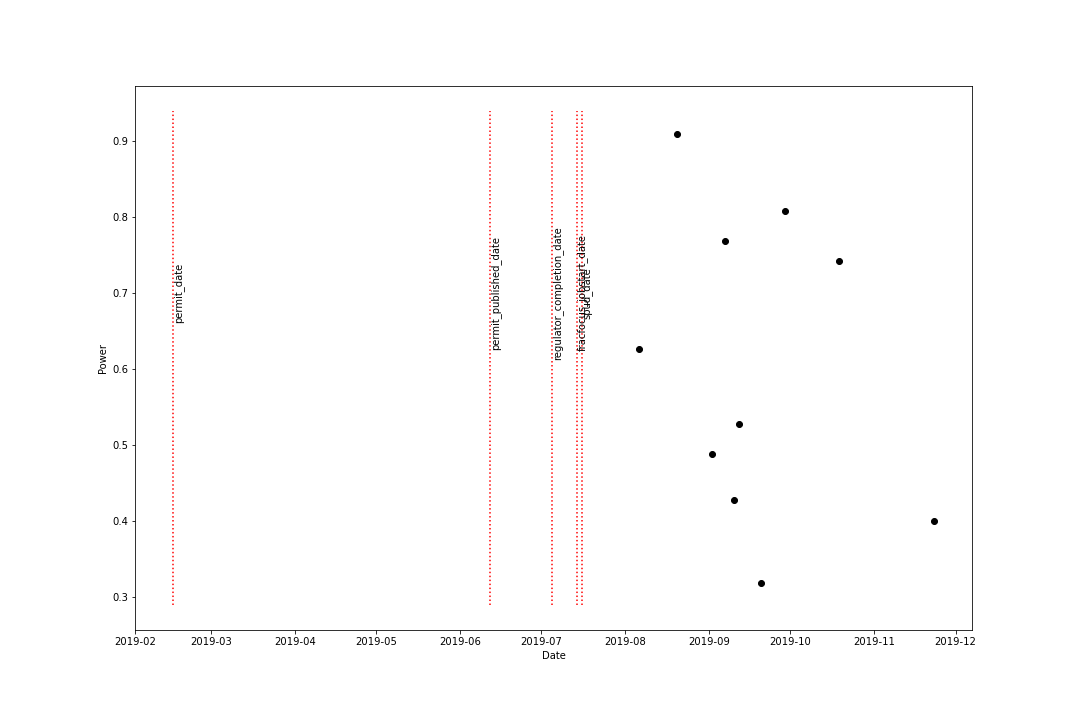 0.9
0.8
0.7
0.6
0.5
0.4
0.3
Power
permit_date
permit_published_date
regulator_completion_date
fracfocus_jobstart_date
spud_date
2019-02 2019-03 2019-04 2019-05 2019-06 2019-07 2019-08 2019-09 2019-10 2019-11 2019-12
Date